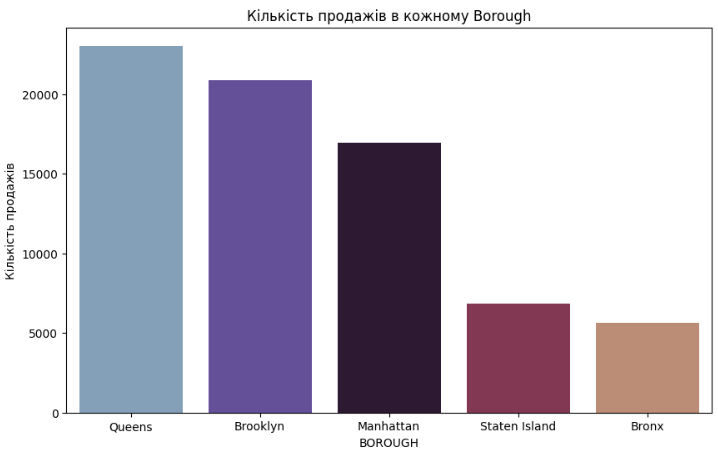 Кількість продажів в кожному Borough
Кількість продажів
20000
15000
10000
5000
0
Queens
Brooklyn
Manhattan
Staten Island
Bronx
BOROUGH